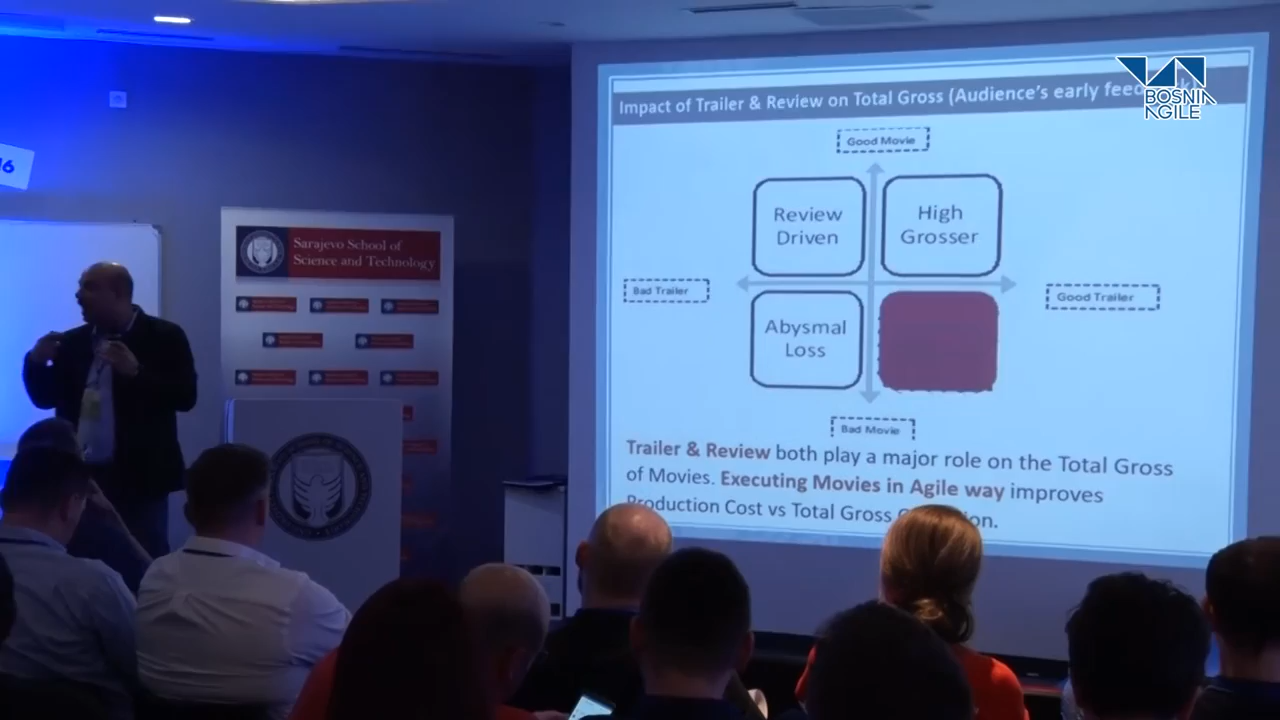 Impact of Trailer & Review on Total Gross (Audience's early
BOSNIA
AGILE
Good Movie
Review
Driven
High
Grosser
Bad Trailer
Good Trailer
Abysmal
Loss
Bad Movie
Trailer & Review both play a major role on the Total Gross
of Movies. Executing Movies in Agile way improves
Production Cost vs Total Gross
16
Sarajevo School of
Science and Technology